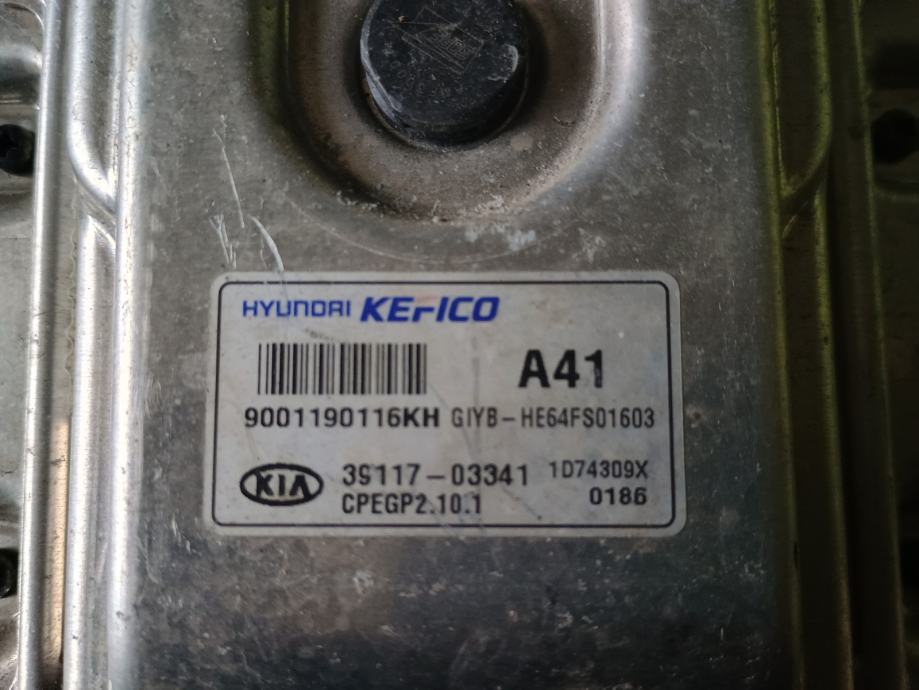 HYUNDAI KEFICO
A41
9001190116KH GIYB-HE64FS01603
KIA 39117-03341 1D74309X
CPEGP2.10.1 0186